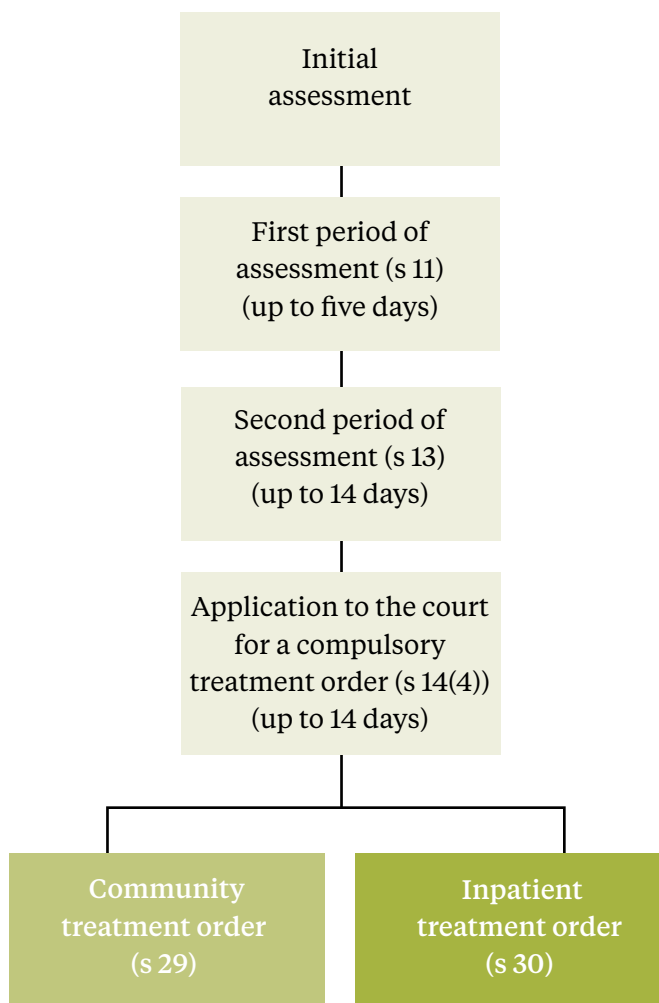 Initial
assessment
First period of
assessment (s 11)
(up to five days)
Second period of
assessment (s 13)
(up to 14 days)
Application to the court
for a compulsory
treatment order (s 14(4))
(up to 14 days)
Community
treatment order
(s 29)
Inpatient
treatment order
(s 30)